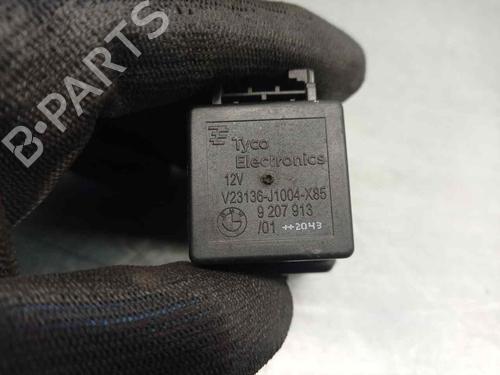 B-PARTS
Tyco
Electronics
12V
V23136-J1004-X85
9 207 913
/01 ++2043